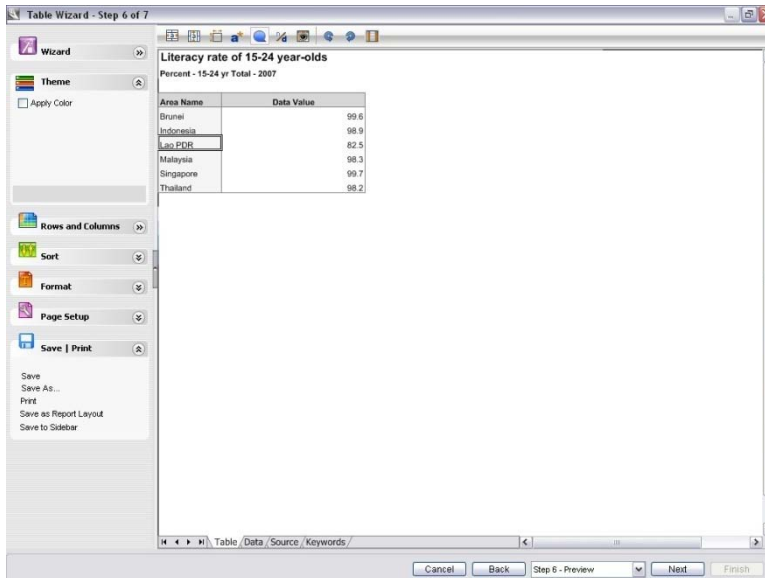 Table Wizard - Step 6 of 7
Wizard
Theme
Apply Color
Rows and Columns
Sort
Format
Page Setup
Save | Print
Save
Save As...
Print
Save as Report Layout
Save to Sidebar
Literacy rate of 15-24 year-olds
Percent - 15-24 yr Total - 2007
Area Name Data Value
Brunei 99.6
Indonesia 98.9
Lao PDR 82.5
Malaysia 98.3
Singapore 99.7
Thailand 98.2
Table Data Source Keywords
Cancel Back Step 6 - Preview Next Finish